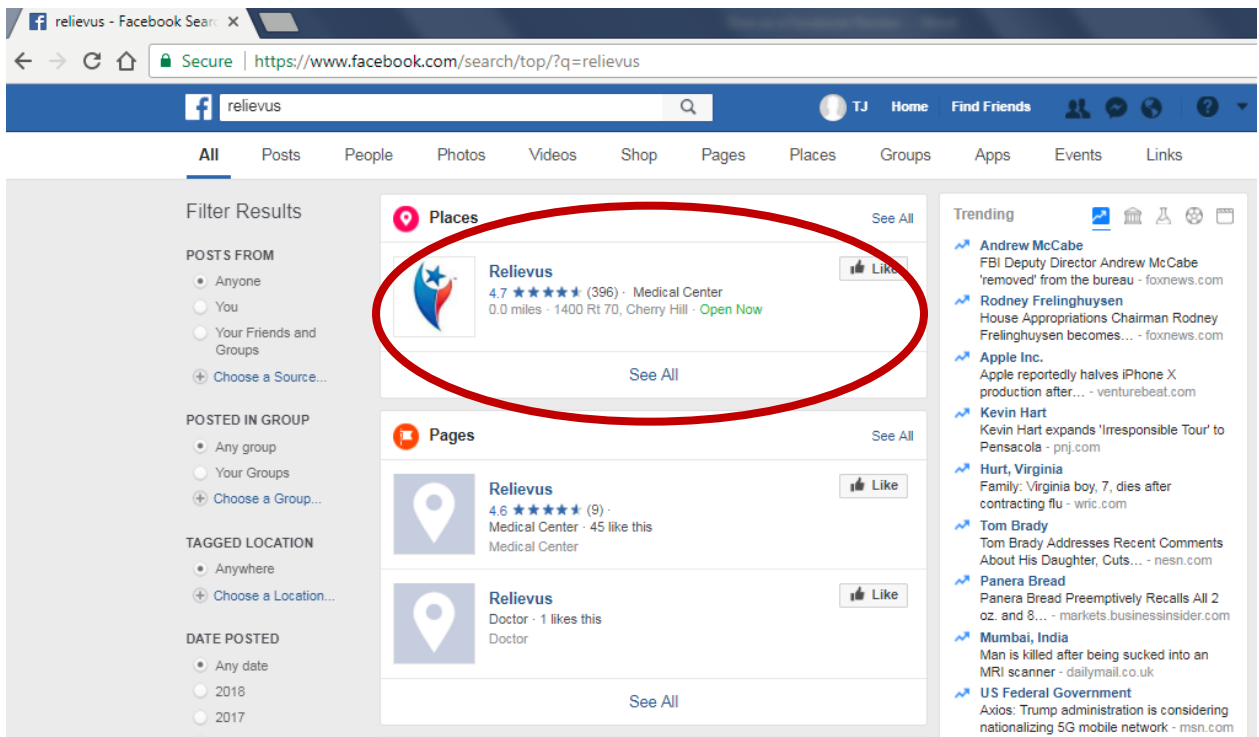 relievus - Facebook Sear
Secure https://www.facebook.com/search/top/?q=relievus
relievus
TJ Home Find Friends
All Posts People Photos Videos Shop Pages Places Groups Apps Events Links
Filter Results
POSTS FROM
Anyone
You
Your Friends and
Groups
Choose a Source...
POSTED IN GROUP
Any group
Your Groups
Choose a Group...
TAGGED LOCATION
Anywhere
Choose a Location...
DATE POSTED
Any date
2018
2017
Places See All
Relievus Like
4.7 ★★★★★ (396) · Medical Center
0.0 miles · 1400 Rt 70, Cherry Hill · Open Now
See All
Pages See All
Relievus Like
4.6 ★★★★★ (9) ·
Medical Center · 45 like this
Medical Center
Relievus Like
Doctor · 1 likes this
Doctor
See All
Trending
Andrew McCabe
FBI Deputy Director Andrew McCabe
'removed' from the bureau - foxnews.com
Rodney Frelinghuysen
House Appropriations Chairman Rodney
Frelinghuysen becomes... - foxnews.com
Apple Inc.
Apple reportedly halves iPhone X
production after... - venturebeat.com
Kevin Hart
Kevin Hart expands 'Irresponsible Tour' to
Pensacola - pnj.com
Hurt, Virginia
Family: Virginia boy, 7, dies after
contracting flu - wric.com
Tom Brady
Tom Brady Addresses Recent Comments
About His Daughter, Cuts... - nesn.com
Panera Bread
Panera Bread Preemptively Recalls All 2
oz. and 8... - markets.businessinsider.com
Mumbai, India
Man is killed after being sucked into an
MRI scanner - dailymail.co.uk
US Federal Government
Axios: Trump administration is considering
nationalizing 5G mobile network - msn.com